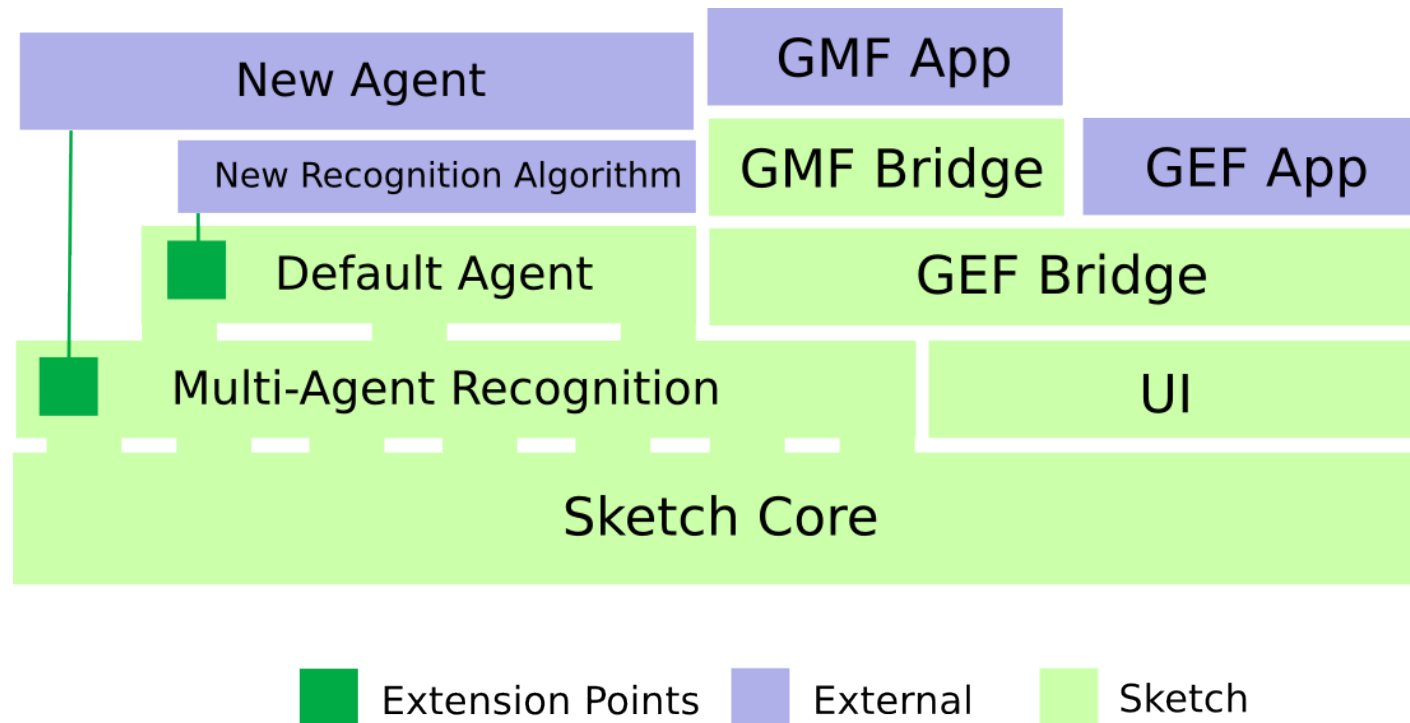 New Agent
GMF App
New Recognition Algorithm
GMF Bridge
GEF App
Default Agent
GEF Bridge
Multi-Agent Recognition
UI
Sketch Core
Extension Points
External
Sketch